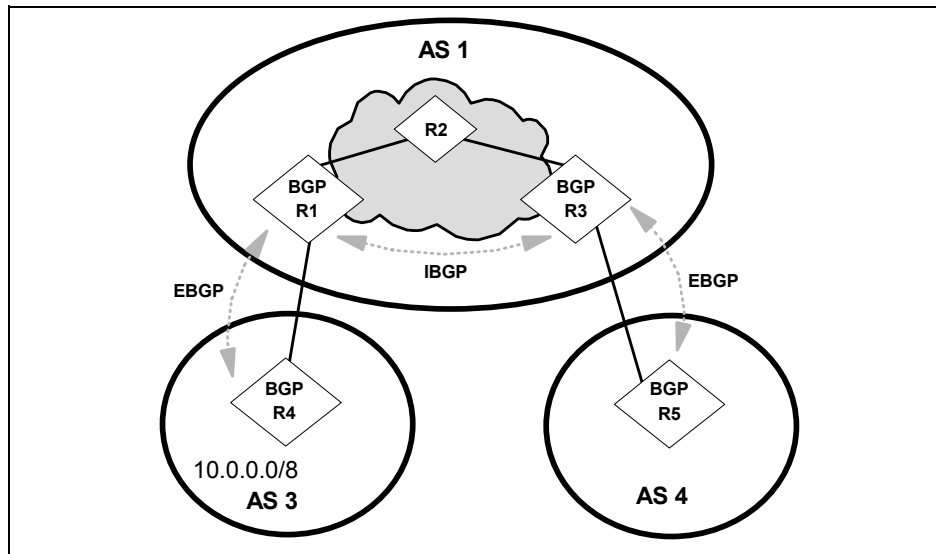 AS 1
R2
BGP
R1
BGP
R3
IBGP
EBGP
EBGP
BGP
R4
BGP
R5
10.0.0.0/8
AS 3
AS 4